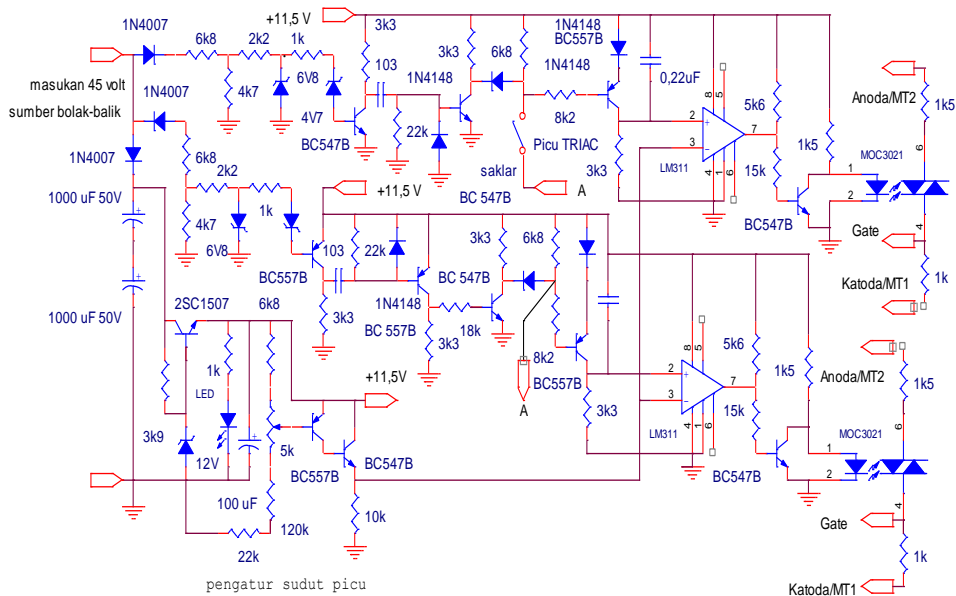 +11,5 V
1N4007
6k8
2k2
1k
3k3
3k3
6k8
1N4148
BC557B
103
1N4148
1N4148
0,22uF
masukan 45 volt
sumber bolak-balik
1N4007
4k7
6V8
4V7
BC547B
22k
BC 547B
saklar
Picu TRIAC
A
8k2
3k3
8
5
2
+
3
−
7
4
1
6
LM311
5k6
15k
1k5
BC547B
1
2
MOC3021
6
4
Anoda/MT2
1k5
Gate
Katoda/MT1
1k
1N4007
6k8
2k2
1k
4k7
6V8
1000 uF 50V
+
1000 uF 50V
+
+11,5 V
BC557B
103
22k
3k3
1N4148
BC 557B
BC 547B
3k3
18k
3k3
6k8
8k2
A
BC557B
3k3
8
5
2
+
3
−
7
4
1
6
LM311
5k6
15k
1k5
BC547B
1
2
MOC3021
6
4
Anoda/MT2
1k5
Gate
Katoda/MT1
1k
2SC1507
6k8
1k
LED
3k9
12V
+
100 uF
5k
120k
22k
+11,5V
BC557B
BC547B
10k
pengatur sudut picu